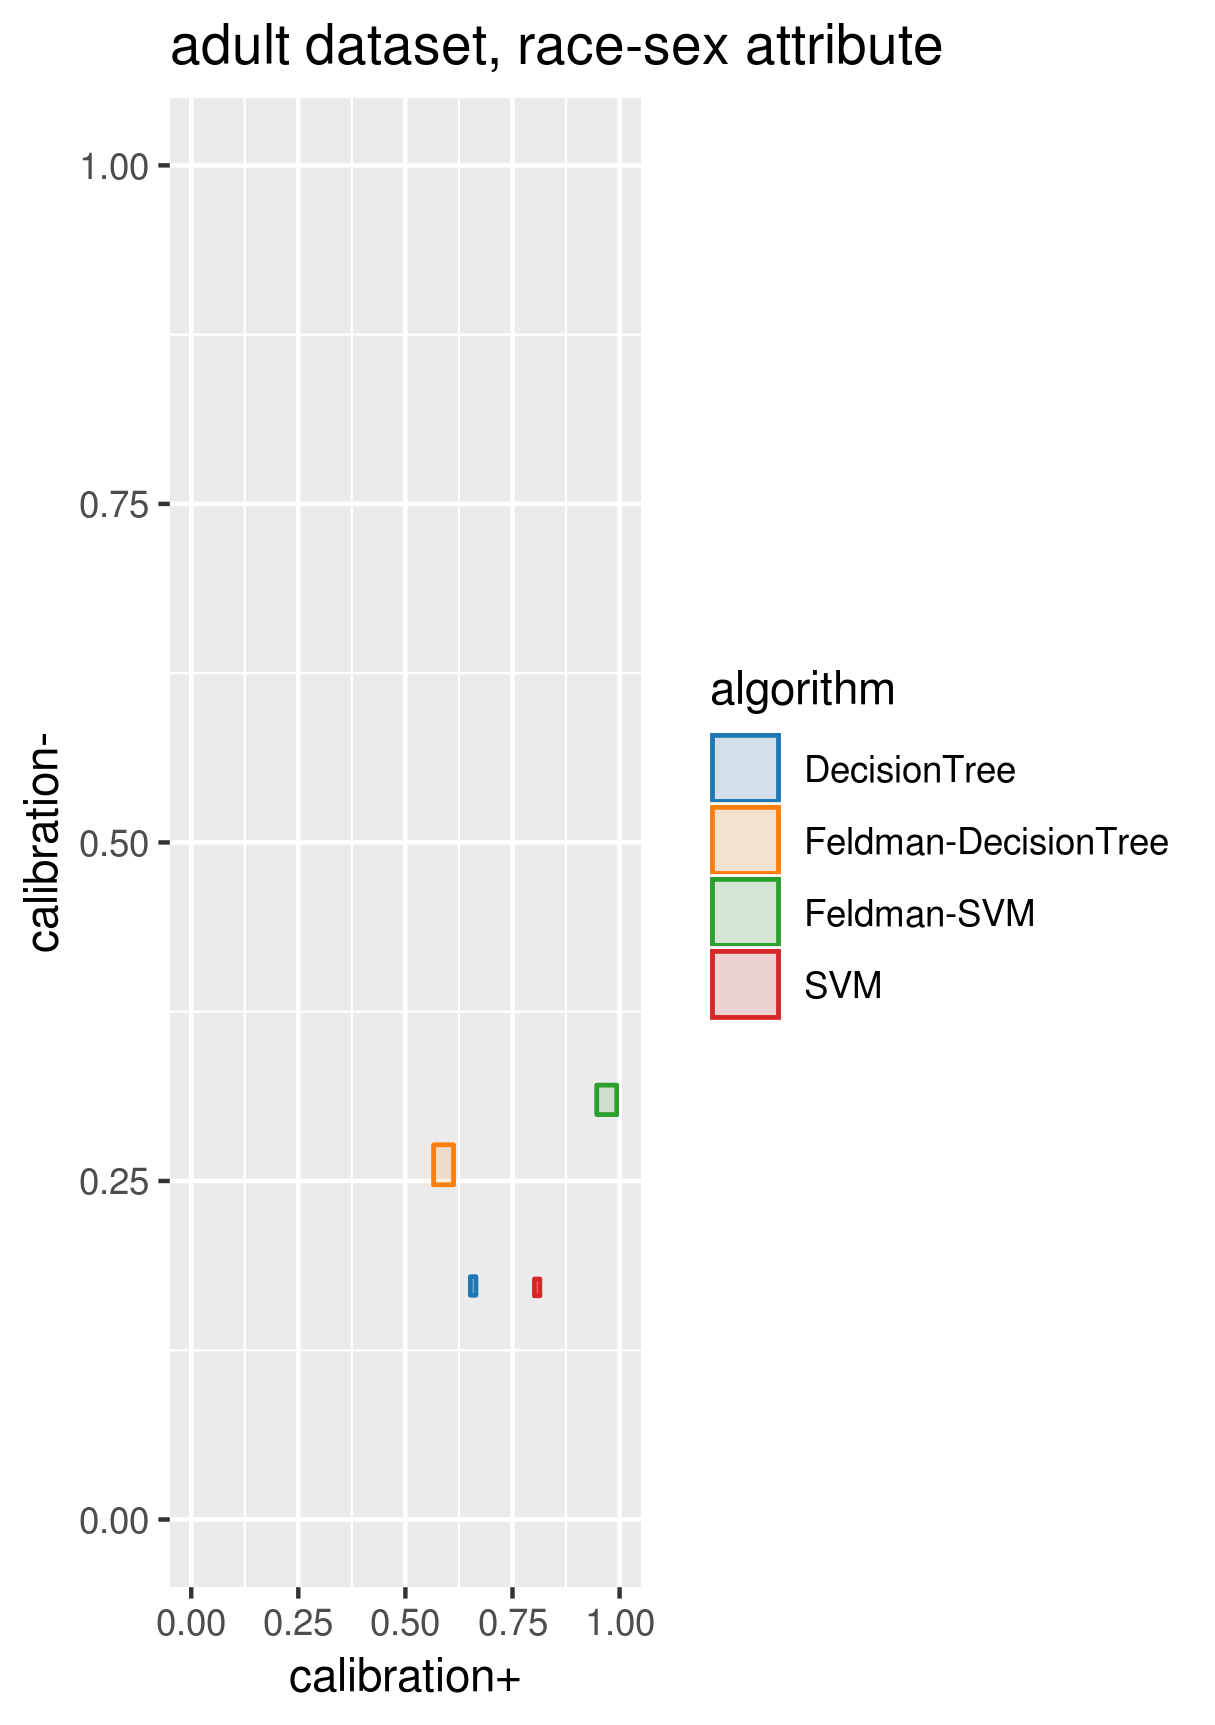 adult dataset, race-sex attribute
1.00
0.75
0.50
0.25
0.00
calibration-
0.00 0.25 0.50 0.75 1.00
calibration+
algorithm
DecisionTree
Feldman-DecisionTree
Feldman-SVM
SVM